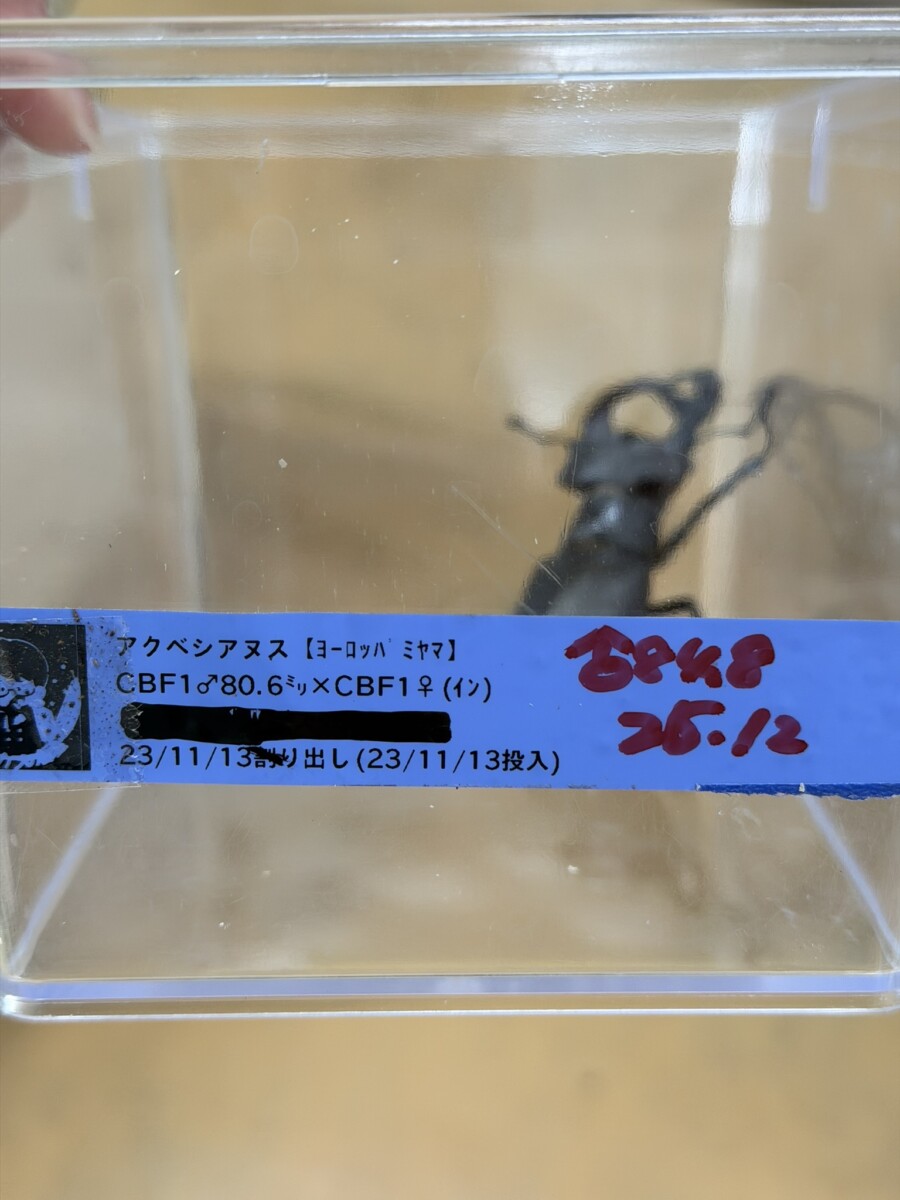 アクベシアヌス【ﾖｰﾛｯﾊﾟﾐﾔﾏ】
CBF1♂80.6㍉×CBF1♀(ｲﾝ)
23/11/13割り出し(23/11/13投入)
25.12